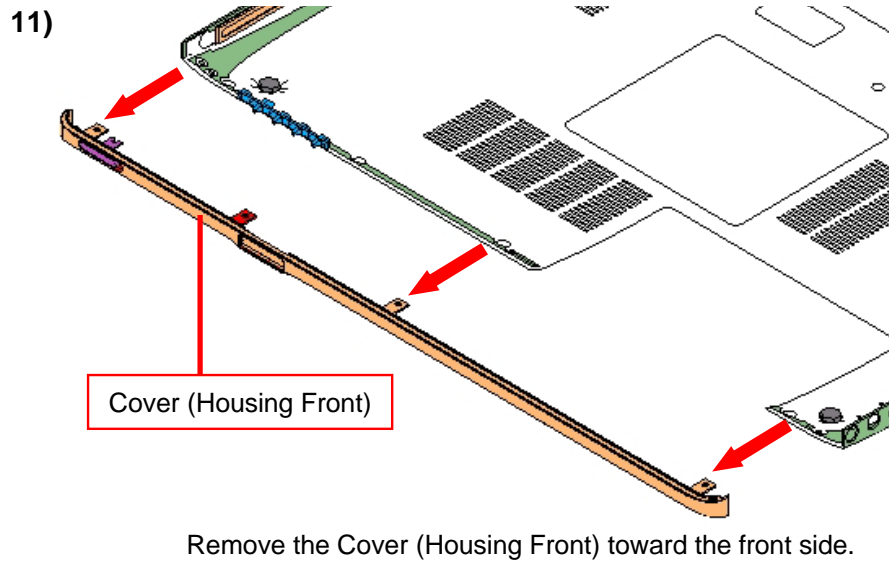 11)
Cover (Housing Front)
Remove the Cover (Housing Front) toward the front side.